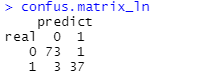 > confus.matrix_ln
predict
real 0 1
0 73 1
1 3 37